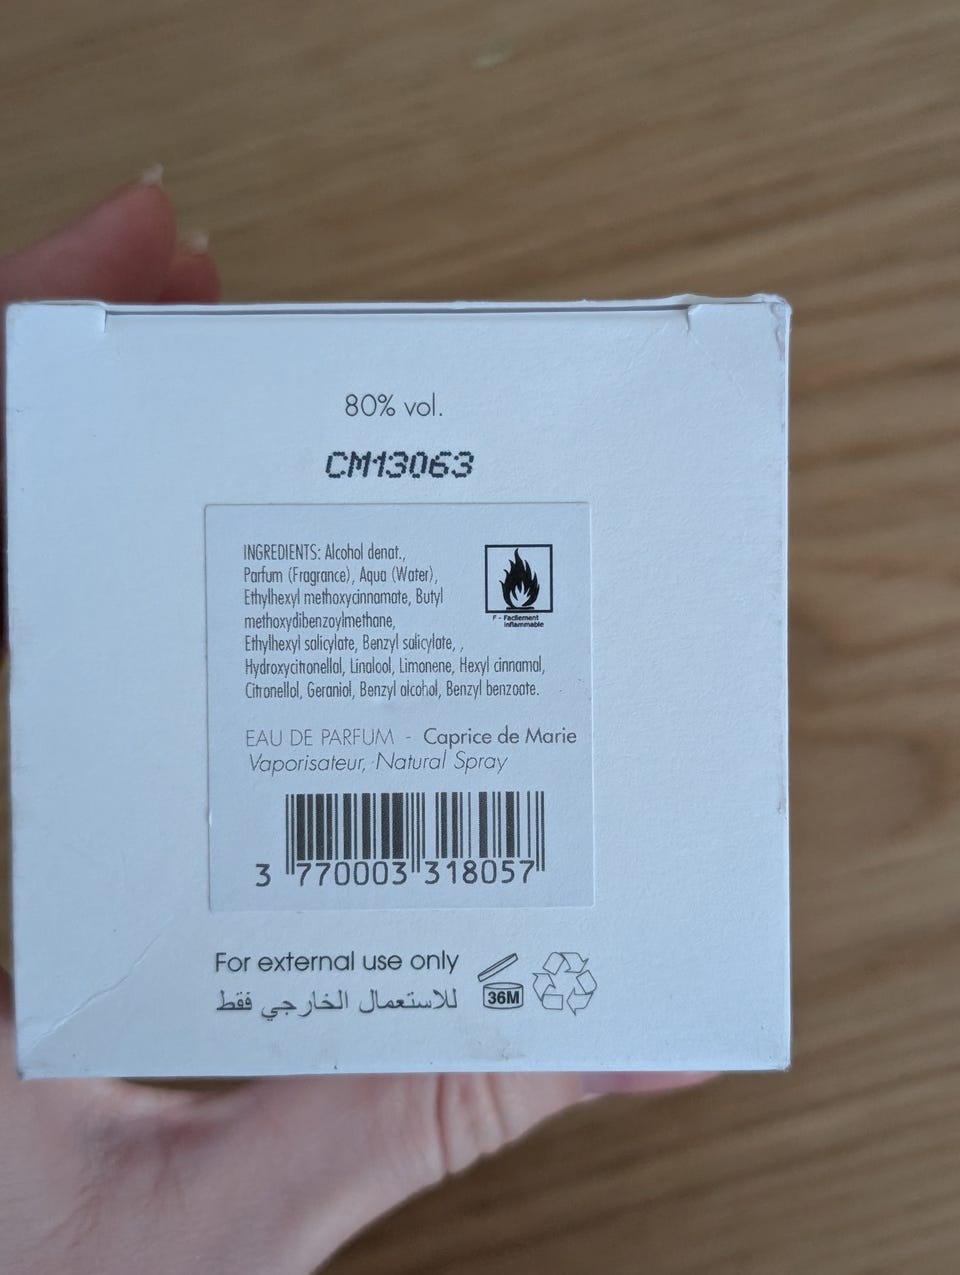 80% vol.
CM13063
INGREDIENTS: Alcohol denat.,
Parfum (Fragrance), Aqua (Water),
Ethylhexyl methoxycinnamate, Butyl
methoxydibenzoylmethane,
Ethylhexyl salicylate, Benzyl salicylate, ,
Hydroxycitronellal, Linalool, Limonene, Hexyl cinnamal,
Citronellol, Geraniol, Benzyl alcohol, Benzyl benzoate.
F - Facilement
inflammable
EAU DE PARFUM - Caprice de Marie
Vaporisateur, Natural Spray
3 770003 318057
For external use only
للاستعمال الخارجي فقط
36M